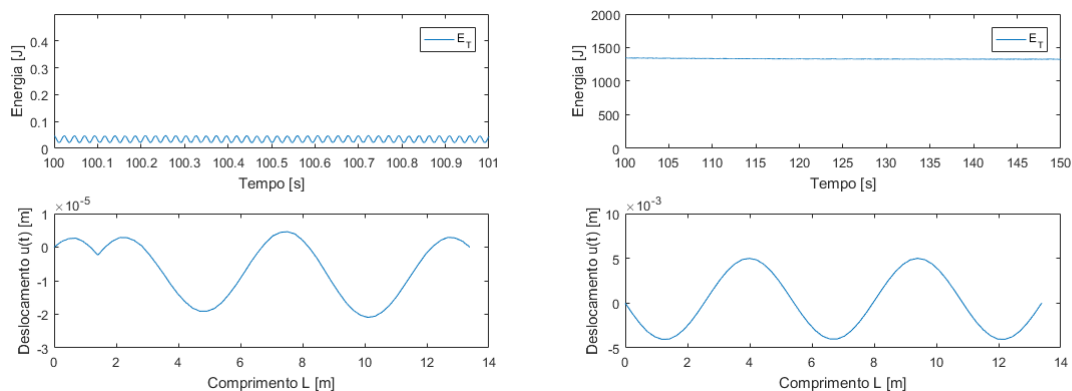 0.5
0.4
0.3
0.2
0.1
0
Energia [J]
E_T
100 100.1 100.2 100.3 100.4 100.5 100.6 100.7 100.8 100.9 101
Tempo [s]
2000
1500
1000
500
0
Energia [J]
E_T
100 105 110 115 120 125 130 135 140 145 150
Tempo [s]
×10^-5
1
0
-1
-2
-3
Deslocamento u(t) [m]
0 2 4 6 8 10 12 14
Comprimento L [m]
×10^-3
10
5
0
-5
Deslocamento u(t) [m]
0 2 4 6 8 10 12 14
Comprimento L [m]